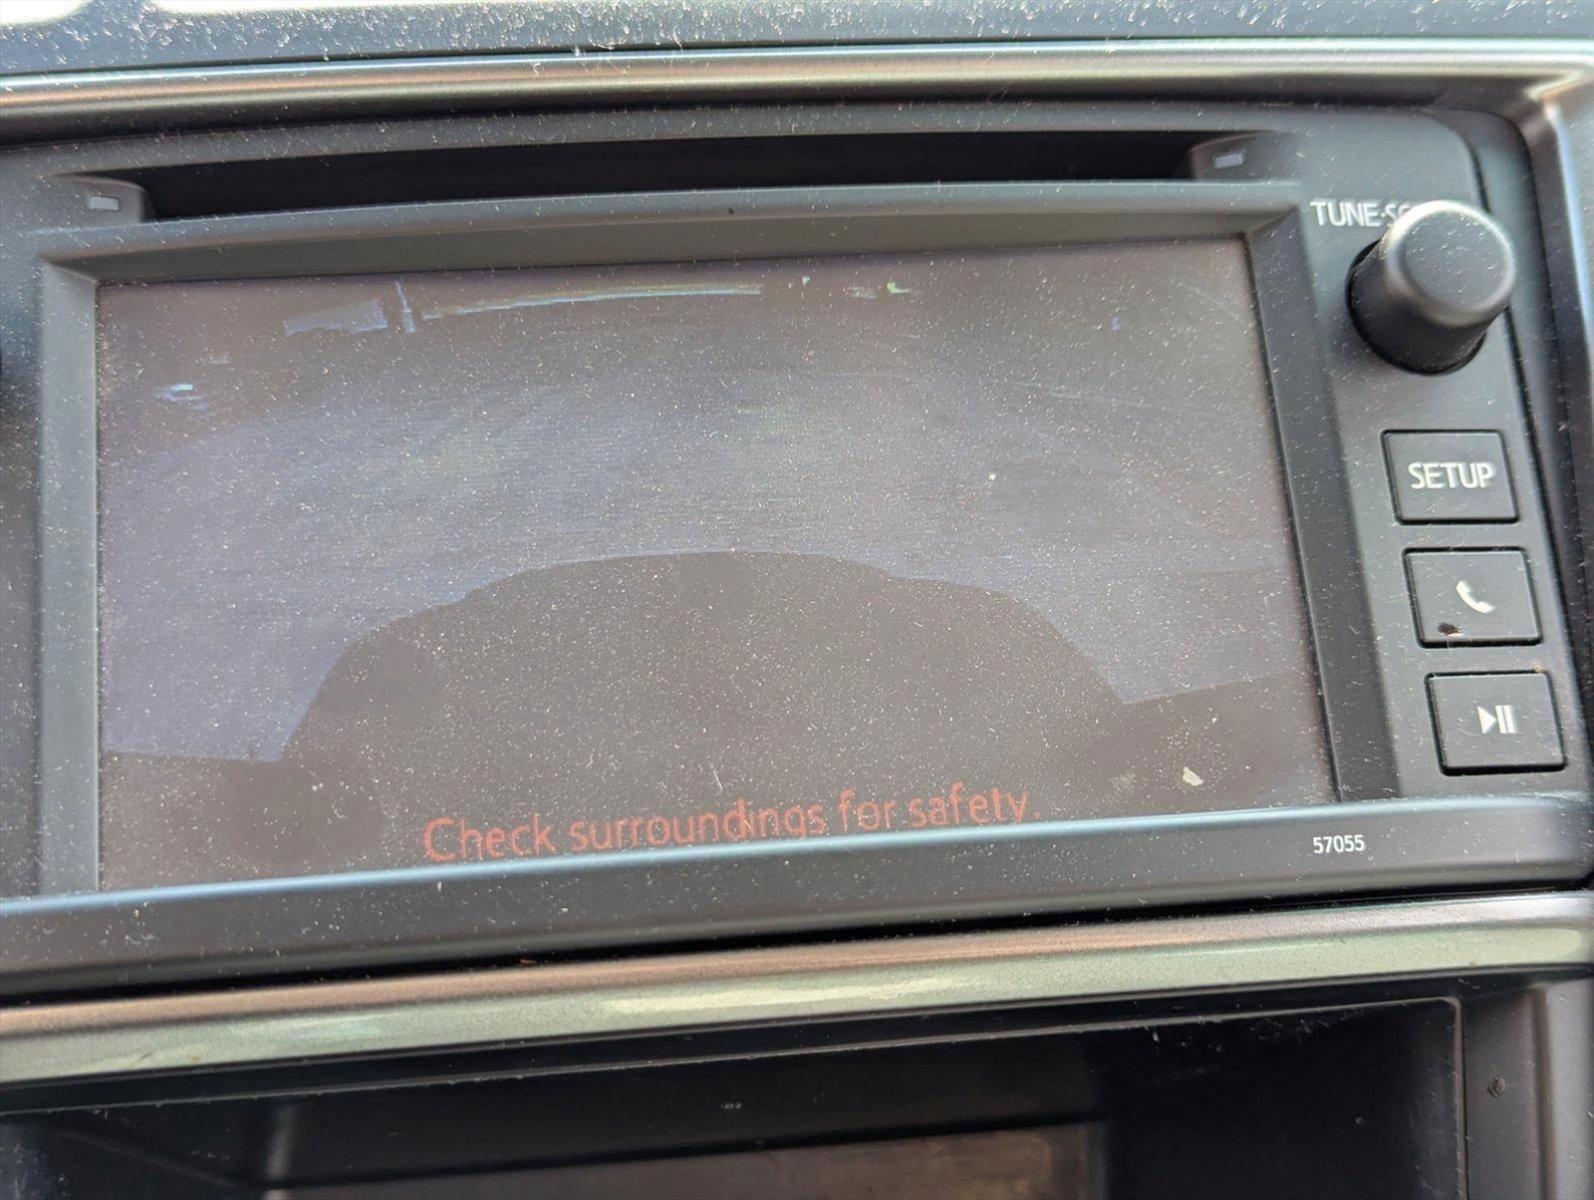 TUNE·SC
SETUP
Check surroundings for safety.
57055